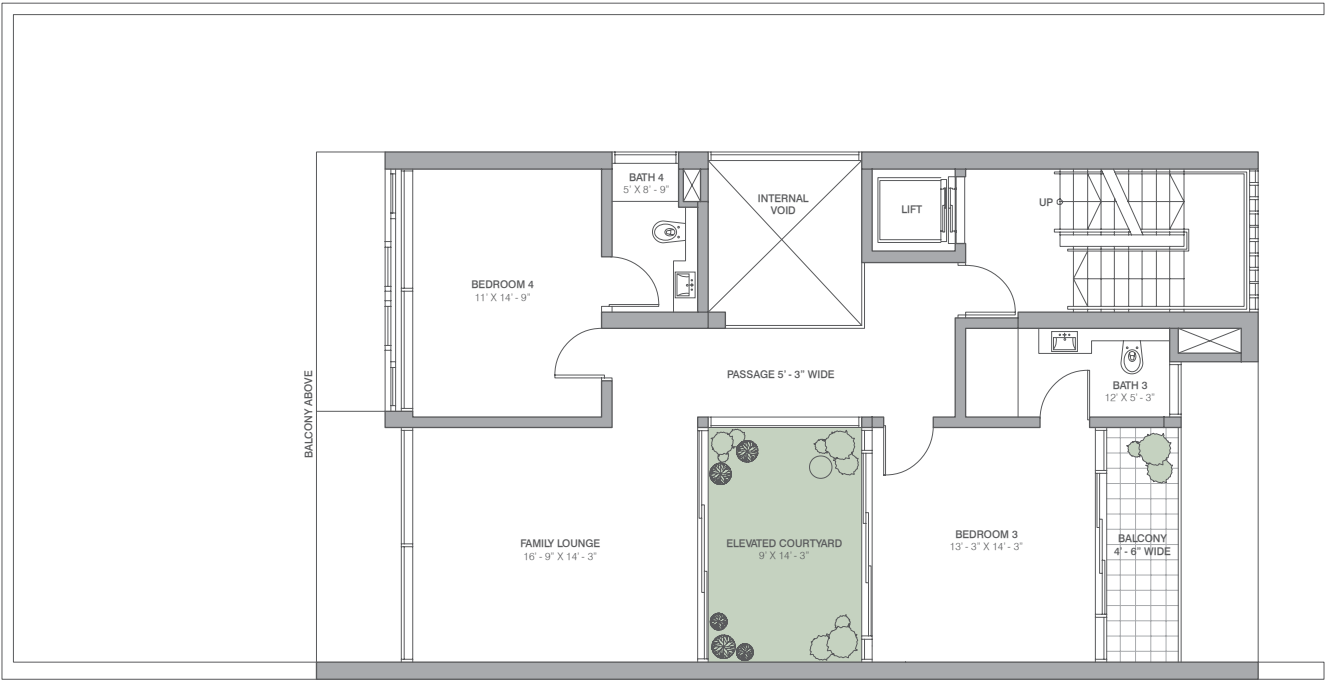 BATH 4
5' X 8' - 9"
INTERNAL
VOID
LIFT
UP
BEDROOM 4
11' X 14' - 9"
PASSAGE 5' - 3" WIDE
BATH 3
12' X 5' - 3"
BALCONY ABOVE
FAMILY LOUNGE
16' - 9" X 14' - 3"
ELEVATED COURTYARD
9' X 14' - 3"
BEDROOM 3
13' - 3" X 14' - 3"
BALCONY
4' - 6" WIDE